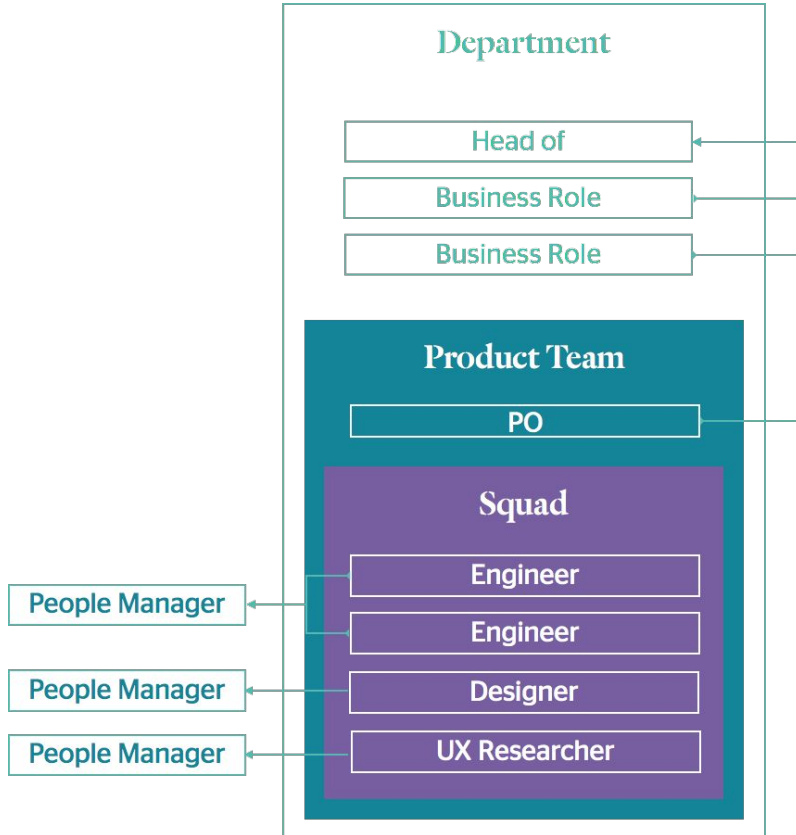 Department
Head of
Business Role
Business Role
Product Team
PO
Squad
Engineer
People Manager
Engineer
People Manager
Designer
People Manager
UX Researcher